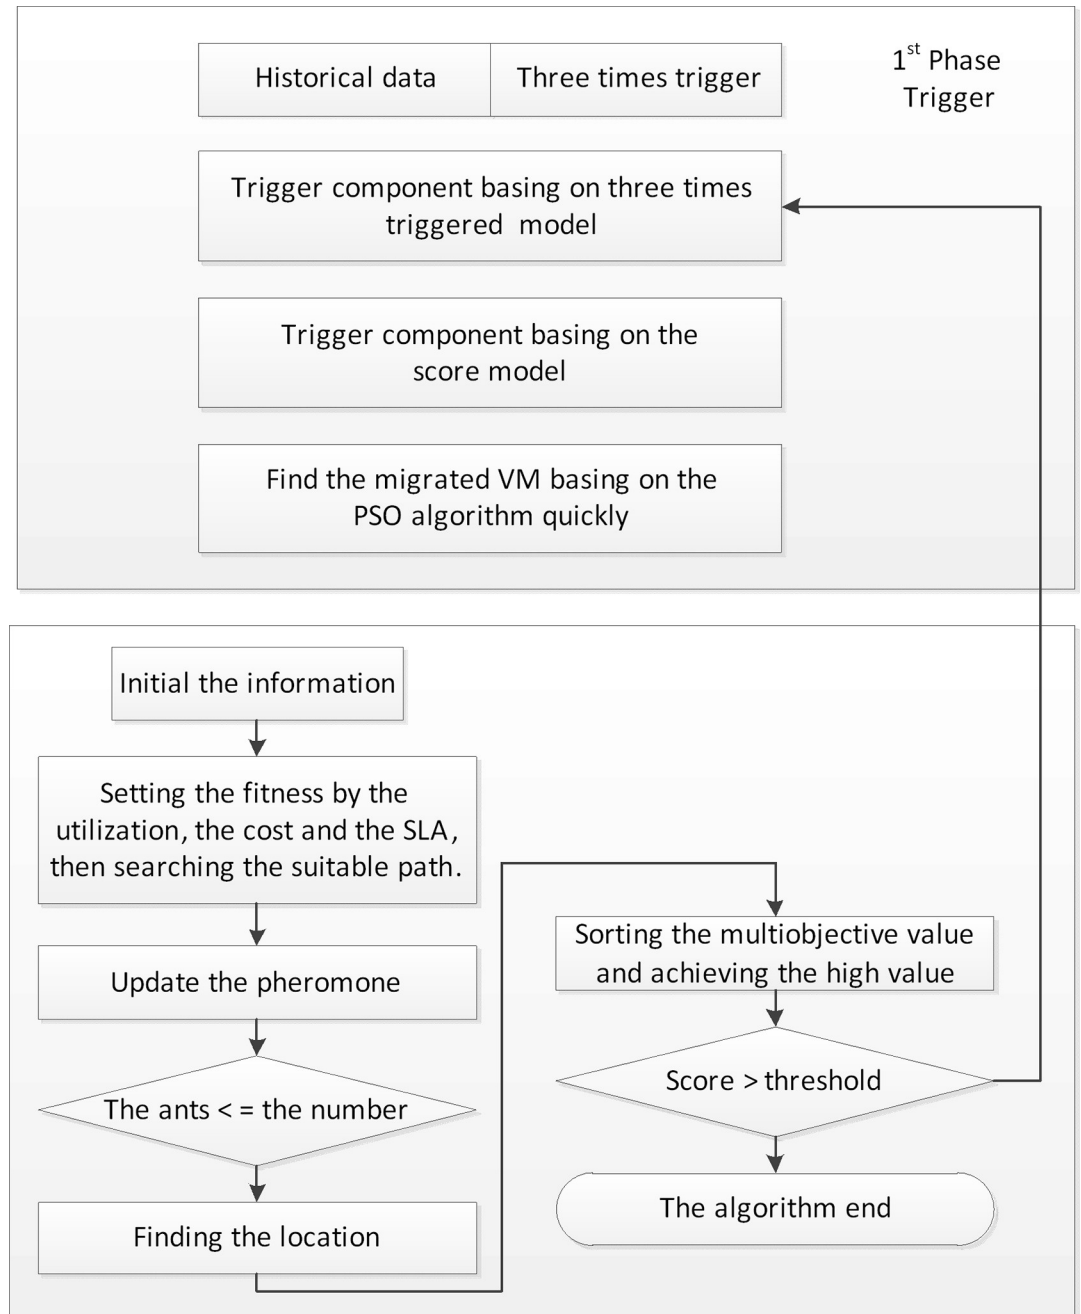 Historical data
Three times trigger
1st Phase
Trigger
Trigger component basing on three times
triggered model
Trigger component basing on the
score model
Find the migrated VM basing on the
PSO algorithm quickly
Initial the information
Setting the fitness by the
utilization, the cost and the SLA,
then searching the suitable path.
Update the pheromone
The ants < = the number
Finding the location
Sorting the multiobjective value
and achieving the high value
Score > threshold
The algorithm end